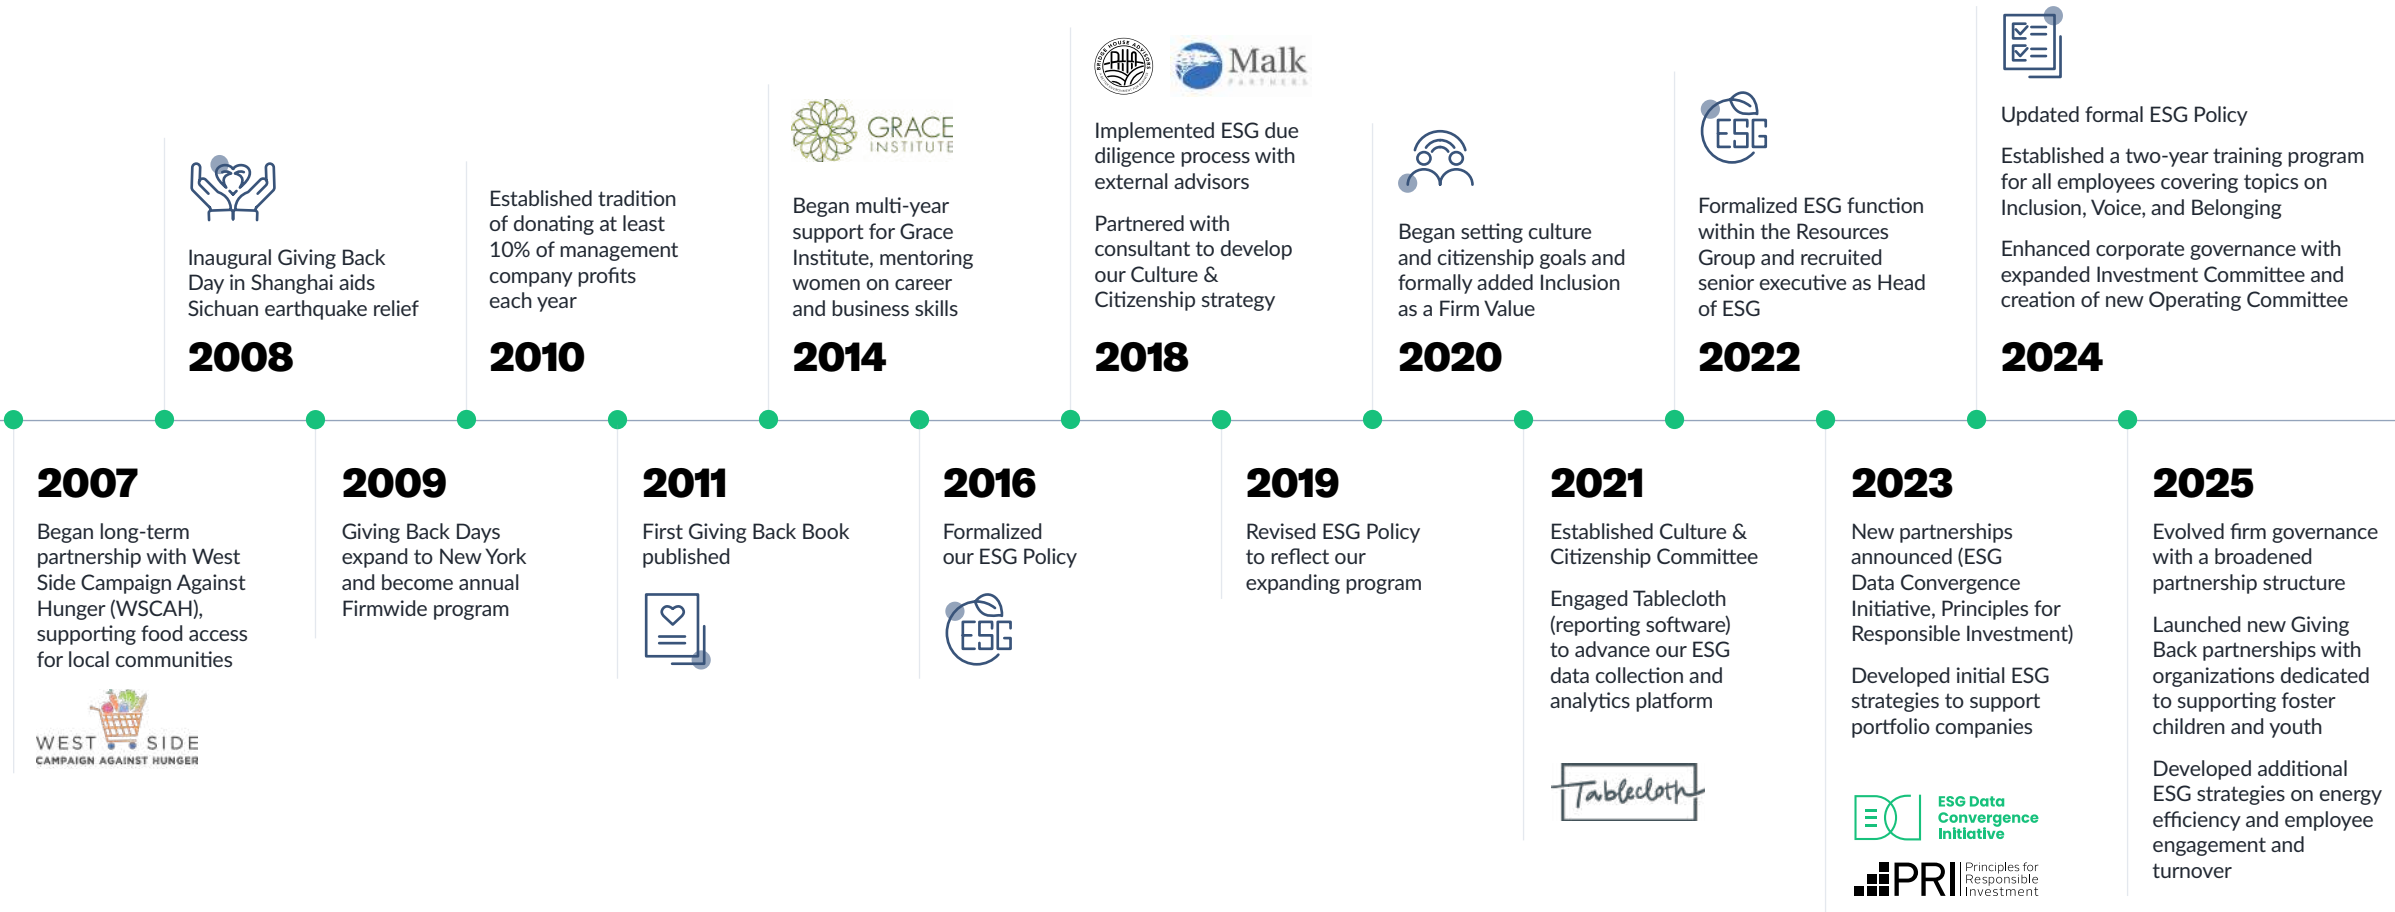 WEST SIDE
CAMPAIGN AGAINST HUNGER
2007
Began long-term
partnership with West
Side Campaign Against
Hunger (WSCAH),
supporting food access
for local communities
Inaugural Giving Back
Day in Shanghai aids
Sichuan earthquake relief
2008
2009
Giving Back Days
expand to New York
and become annual
Firmwide program
Established tradition
of donating at least
10% of management
company profits
each year
2010
2011
First Giving Back Book
published
GRACE
INSTITUTE
Began multi-year
support for Grace
Institute, mentoring
women on career
and business skills
2014
2016
Formalized
our ESG Policy
ESG
BRIDGE HOUSE ADVISORS
Malk
PARTNERS
Implemented ESG due
diligence process with
external advisors
Partnered with
consultant to develop
our Culture &
Citizenship strategy
2018
2019
Revised ESG Policy
to reflect our
expanding program
Began setting culture
and citizenship goals and
formally added Inclusion
as a Firm Value
2020
2021
Established Culture &
Citizenship Committee
Engaged Tablecloth
(reporting software)
to advance our ESG
data collection and
analytics platform
Tablecloth
ESG
Formalized ESG function
within the Resources
Group and recruited
senior executive as Head
of ESG
2022
2023
New partnerships
announced (ESG
Data Convergence
Initiative, Principles for
Responsible Investment)
Developed initial ESG
strategies to support
portfolio companies
ESG Data
Convergence
Initiative
PRI
Principles for
Responsible
Investment
Updated formal ESG Policy
Established a two-year training program
for all employees covering topics on
Inclusion, Voice, and Belonging
Enhanced corporate governance with
expanded Investment Committee and
creation of new Operating Committee
2024
2025
Evolved firm governance
with a broadened
partnership structure
Launched new Giving
Back partnerships with
organizations dedicated
to supporting foster
children and youth
Developed additional
ESG strategies on energy
efficiency and employee
engagement and
turnover